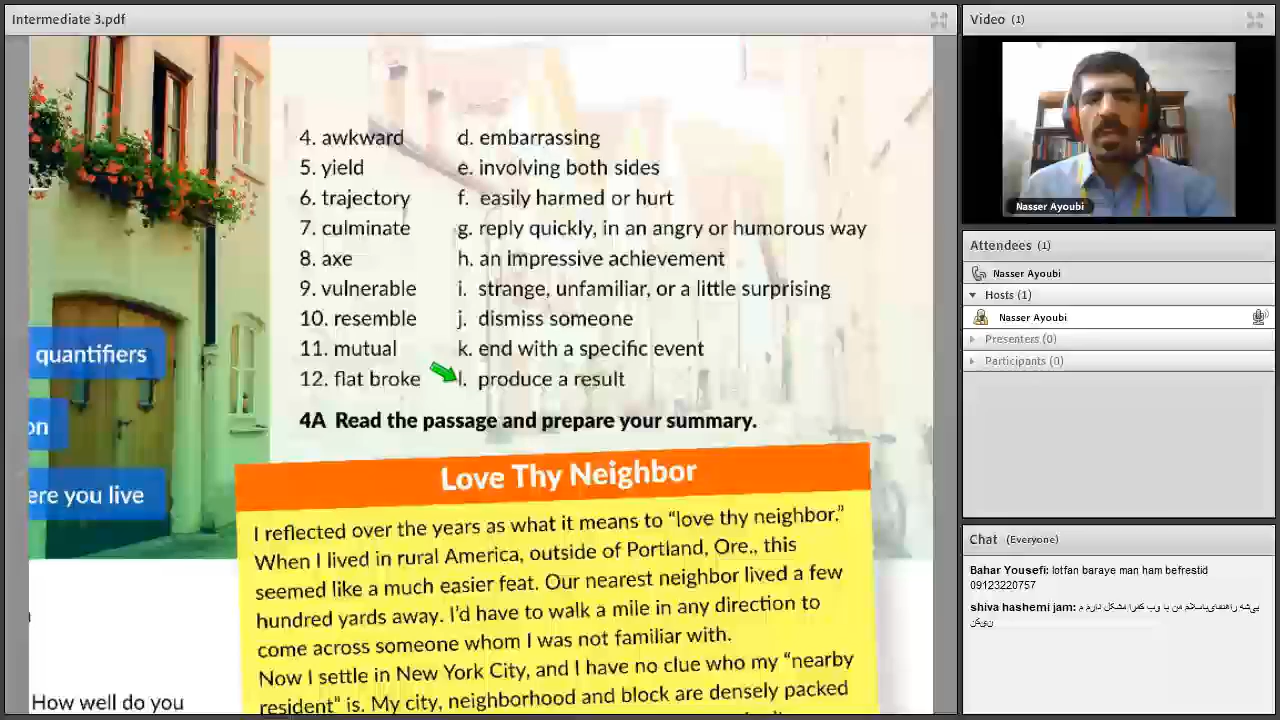 Intermediate 3.pdf
4. awkward d. embarrassing
5. yield e. involving both sides
6. trajectory f. easily harmed or hurt
7. culminate g. reply quickly, in an angry or humorous way
8. axe h. an impressive achievement
9. vulnerable i. strange, unfamiliar, or a little surprising
10. resemble j. dismiss someone
11. mutual k. end with a specific event
12. flat broke l. produce a result
4A Read the passage and prepare your summary.
quantifiers
on
ere you live
Love Thy Neighbor
I reflected over the years as what it means to “love thy neighbor.”
When I lived in rural America, outside of Portland, Ore., this
seemed like a much easier feat. Our nearest neighbor lived a few
hundred yards away. I’d have to walk a mile in any direction to
come across someone whom I was not familiar with.
Now I settle in New York City, and I have no clue who my “nearby
resident” is. My city, neighborhood and block are densely packed
How well do you
Video (1)
Nasser Ayoubi
Attendees (1)
Nasser Ayoubi
Hosts (1)
Nasser Ayoubi
Presenters (0)
Participants (0)
Chat (Everyone)
Bahar Yousefi: lotfan baraye man ham befrestid
09123220757
shiva hashemi jam: